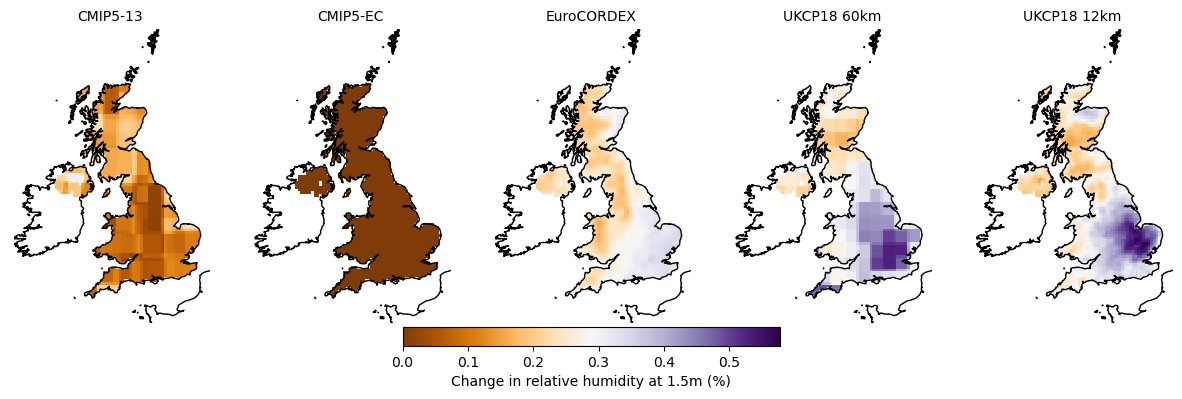 CMIP5-13 CMIP5-EC EuroCORDEX UKCP18 60km UKCP18 12km
0.0 0.1 0.2 0.3 0.4 0.5
Change in relative humidity at 1.5m (%)